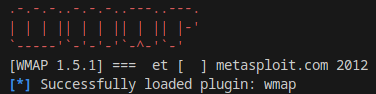 .-.-.-..-.-.-..---..---.
| | | || | | || | || |-'
`-----'`-'-'-'`-^-'`-'
[WMAP 1.5.1] ===  et [  ] metasploit.com 2012
[*] Successfully loaded plugin: wmap